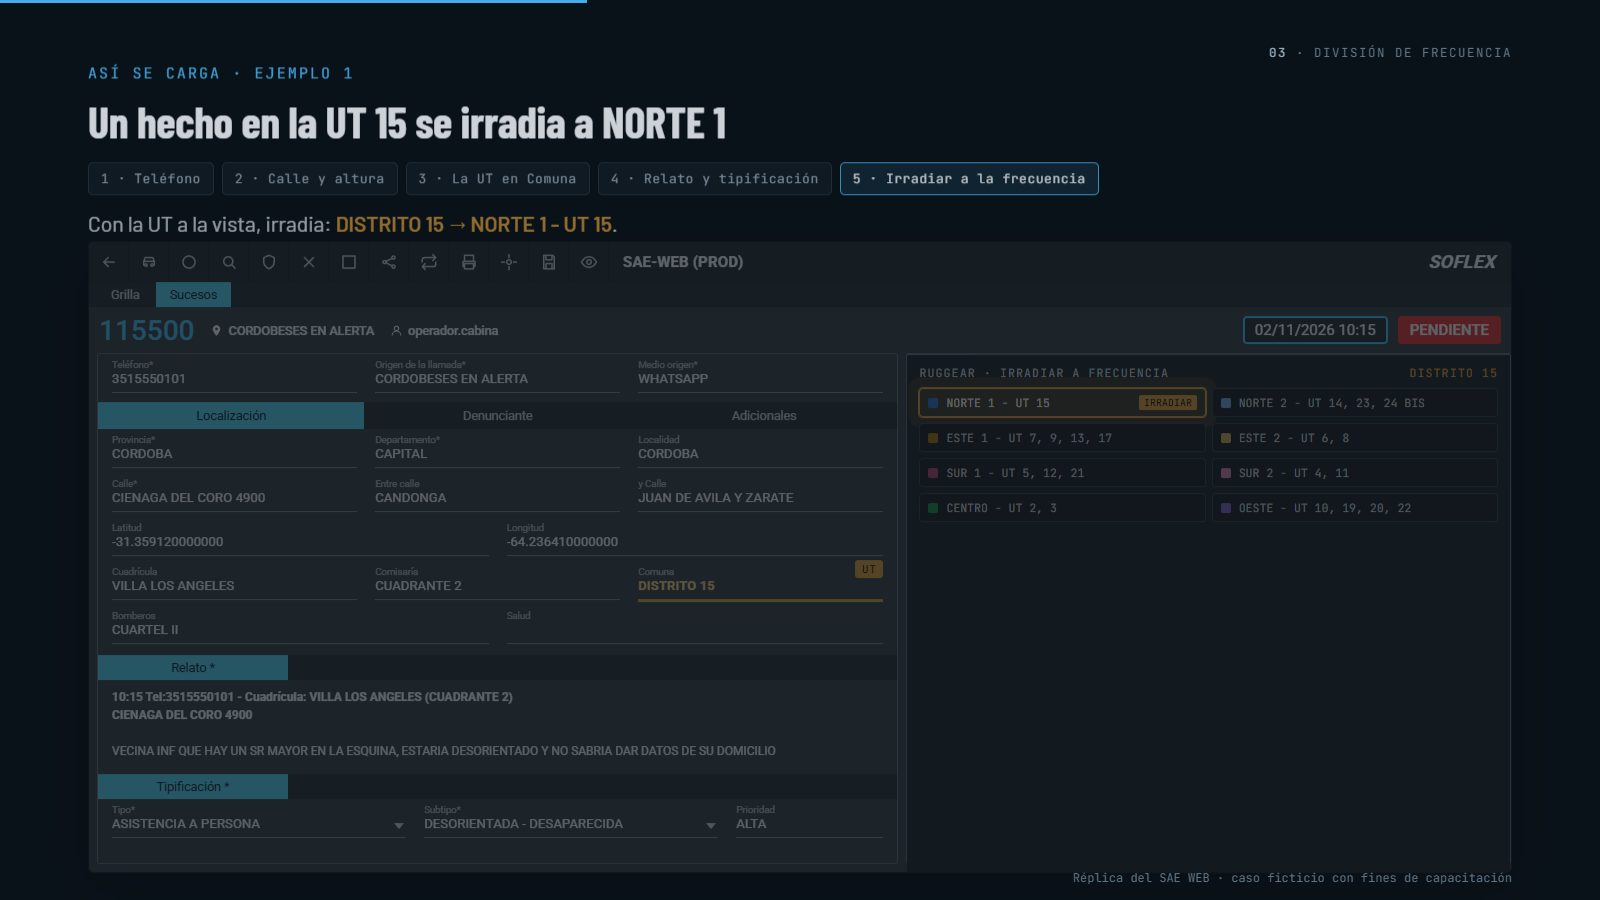 03 · DIVISIÓN DE FRECUENCIA
ASÍ SE CARGA · EJEMPLO 1
Un hecho en la UT 15 se irradia a NORTE 1
1 · Teléfono
2 · Calle y altura
3 · La UT en Comuna
4 · Relato y tipificación
5 · Irradiar a la frecuencia
Con la UT a la vista, irradia: DISTRITO 15 → NORTE 1 - UT 15.
SAE-WEB (PROD)
SOFLEX
Grilla
Sucesos
115500
CORDOBESES EN ALERTA
operador.cabina
02/11/2026 10:15
PENDIENTE
Teléfono*
3515550101
Origen de la llamada*
CORDOBESES EN ALERTA
Medio origen*
WHATSAPP
Localización
Denunciante
Adicionales
Provincia*
CORDOBA
Departamento*
CAPITAL
Localidad
CORDOBA
Calle*
CIENAGA DEL CORO 4900
Entre calle
CANDONGA
y Calle
JUAN DE AVILA Y ZARATE
Latitud
-31.359120000000
Longitud
-64.236410000000
Cuadrícula
VILLA LOS ANGELES
Comisaría
CUADRANTE 2
Comuna
DISTRITO 15
UT
Bomberos
CUARTEL II
Salud
Relato *
10:15 Tel:3515550101 - Cuadrícula: VILLA LOS ANGELES (CUADRANTE 2)
CIENAGA DEL CORO 4900
VECINA INF QUE HAY UN SR MAYOR EN LA ESQUINA, ESTARIA DESORIENTADO Y NO SABRIA DAR DATOS DE SU DOMICILIO
Tipificación *
Tipo*
ASISTENCIA A PERSONA
Subtipo*
DESORIENTADA - DESAPARECIDA
Prioridad
ALTA
RUGGEAR · IRRADIAR A FRECUENCIA
DISTRITO 15
NORTE 1 - UT 15
IRRADIAR
NORTE 2 - UT 14, 23, 24 BIS
ESTE 1 - UT 7, 9, 13, 17
ESTE 2 - UT 6, 8
SUR 1 - UT 5, 12, 21
SUR 2 - UT 4, 11
CENTRO - UT 2, 3
OESTE - UT 10, 19, 20, 22
Réplica del SAE WEB · caso ficticio con fines de capacitación